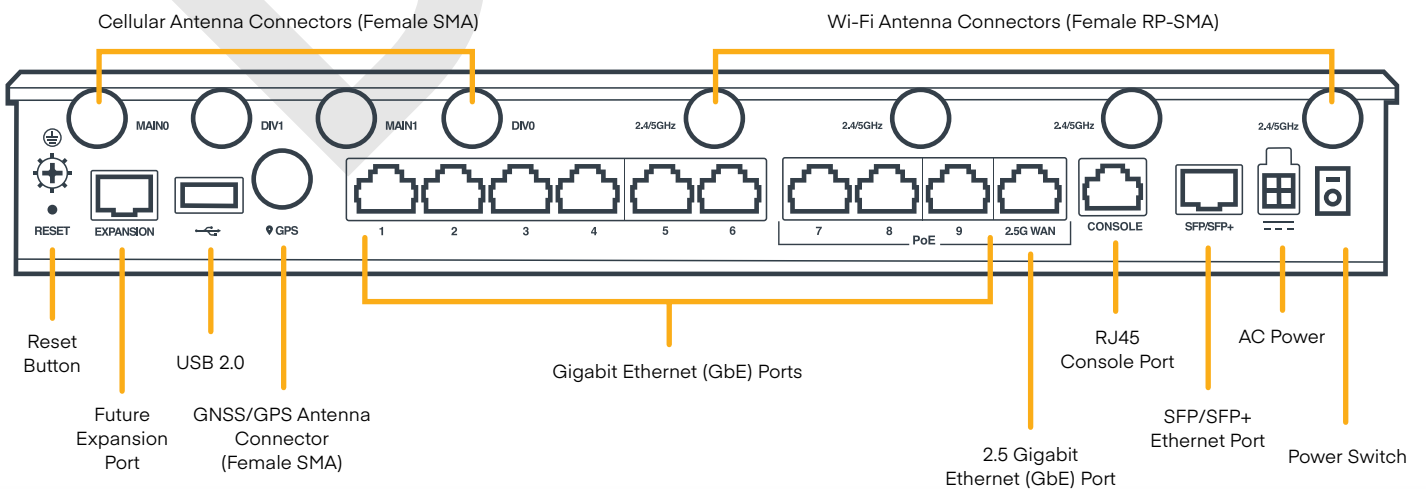 Cellular Antenna Connectors (Female SMA)
Wi-Fi Antenna Connectors (Female RP-SMA)
MAIN0
DIV1
MAIN1
DIV0
2.4/5GHz
2.4/5GHz
2.4/5GHz
2.4/5GHz
RESET
EXPANSION
GPS
1
2
3
4
5
6
7
8
9
2.5G WAN
PoE
CONSOLE
SFP/SFP+
Reset
Button
Future
Expansion
Port
USB 2.0
GNSS/GPS Antenna
Connector
(Female SMA)
Gigabit Ethernet (GbE) Ports
2.5 Gigabit
Ethernet (GbE) Port
RJ45
Console Port
SFP/SFP+
Ethernet Port
AC Power
Power Switch